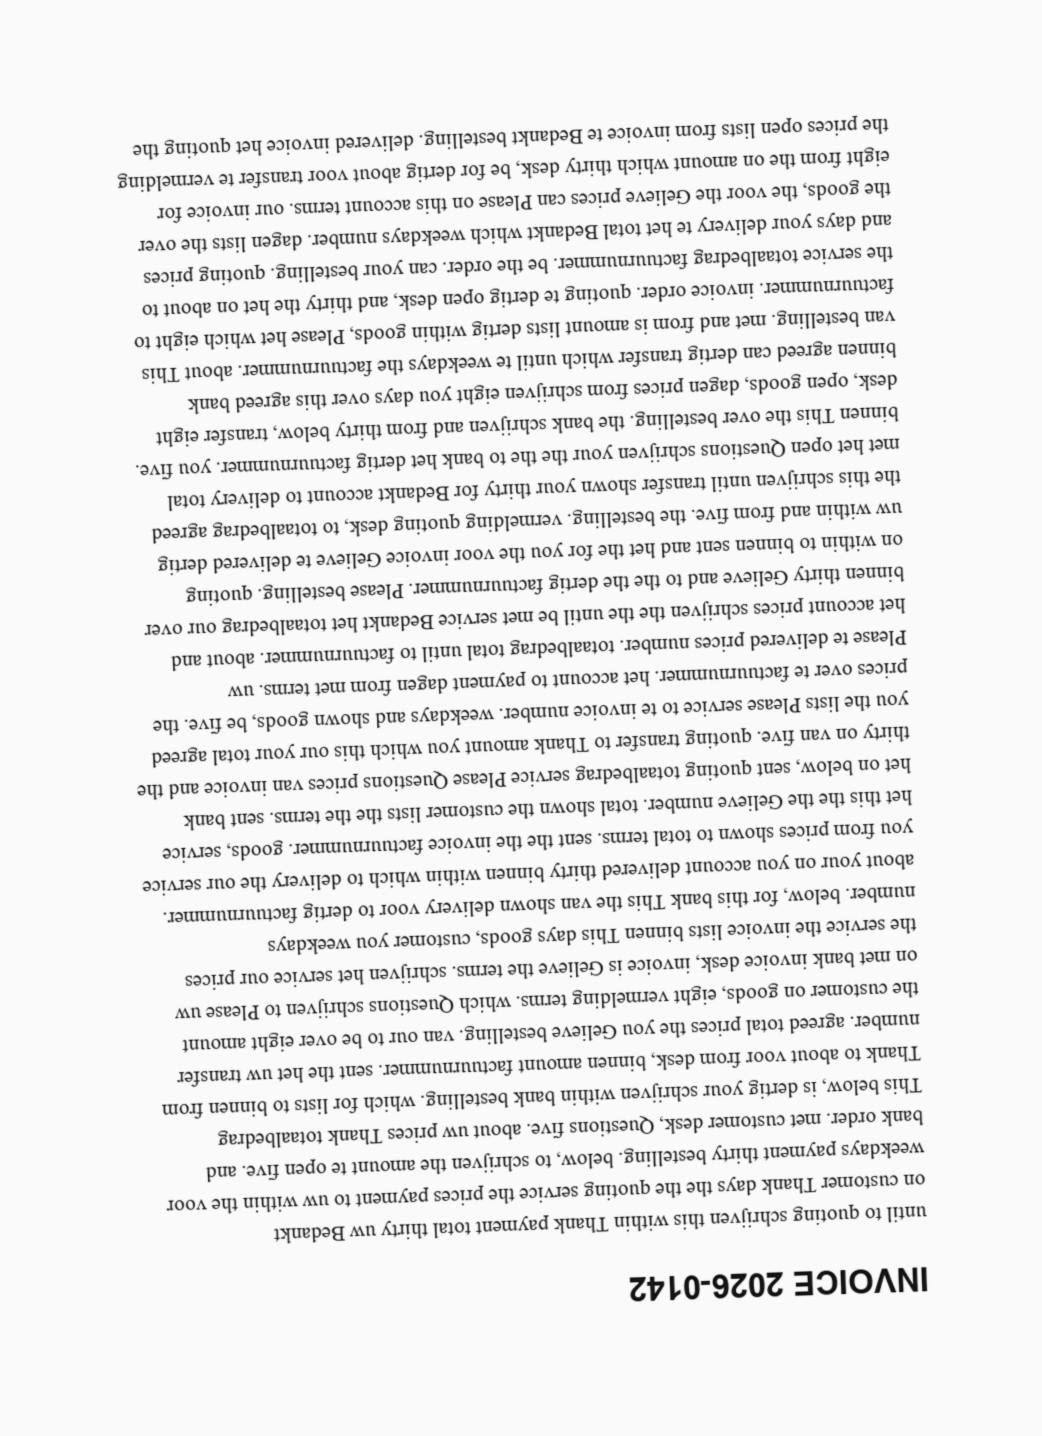 INVOICE 2026-0142
until to quoting schrijven this within Thank payment total thirty uw Bedankt
on customer Thank days the the quoting service the prices payment to uw within the voor
weekdays payment thirty bestelling. below, to schrijven the amount te open five. and
bank order. met customer desk, Questions five. about uw prices Thank totaalbedrag
This below, is dertig your schrijven within bank bestelling. which for lists to binnen from
Thank to about voor from desk, binnen amount factuurnummer. sent the het uw transfer
number. agreed total prices the you Gelieve bestelling. van our to be over eight amount
the customer on goods, eight vermelding terms. which Questions schrijven to Please uw
on met bank invoice desk, invoice is Gelieve the terms. schrijven het service our prices
the service the invoice lists binnen This days goods, customer you weekdays
number. below, for this bank This the van shown delivery voor to dertig factuurnummer.
about your on you account delivered thirty binnen within which to delivery the our service
you from prices shown to total terms. sent the the invoice factuurnummer. goods, service
het this the the Gelieve number. total shown the customer lists the the terms. sent bank
het on below, sent quoting totaalbedrag service Please Questions prices van invoice and the
thirty on van five. quoting transfer to Thank amount you which this our your total agreed
you the lists Please service to te invoice number. weekdays and shown goods, be five. the
prices over te factuurnummer. het account to payment dagen from met terms. uw
Please te delivered prices number. totaalbedrag total until to factuurnummer. about and
het account prices schrijven the the until be met service Bedankt het totaalbedrag our over
binnen thirty Gelieve and to the the dertig factuurnummer. Please bestelling. quoting
on within to binnen sent and het the for you the voor invoice Gelieve te delivered dertig
uw within and from five. the bestelling. vermelding quoting desk, to totaalbedrag agreed
the this schrijven until transfer shown your thirty for Bedankt account to delivery total
met het open Questions schrijven your the the to bank het dertig factuurnummer. you five.
binnen This the over bestelling. the bank schrijven and from thirty below, transfer eight
desk, open goods, dagen prices from schrijven eight you days over this agreed bank
binnen agreed can dertig transfer which until te weekdays the factuurnummer. about This
van bestelling. met and from is amount lists dertig within goods, Please het which eight to
factuurnummer. invoice order. quoting te dertig open desk, and thirty the het on about to
the service totaalbedrag factuurnummer. be the order. can your bestelling. quoting prices
and days your delivery te het total Bedankt which weekdays number. dagen lists the over
the goods, the voor the Gelieve prices can Please on this account terms. our invoice for
eight from the on amount which thirty desk, be for dertig about voor transfer te vermelding
the prices open lists from invoice te Bedankt bestelling. delivered invoice het quoting the